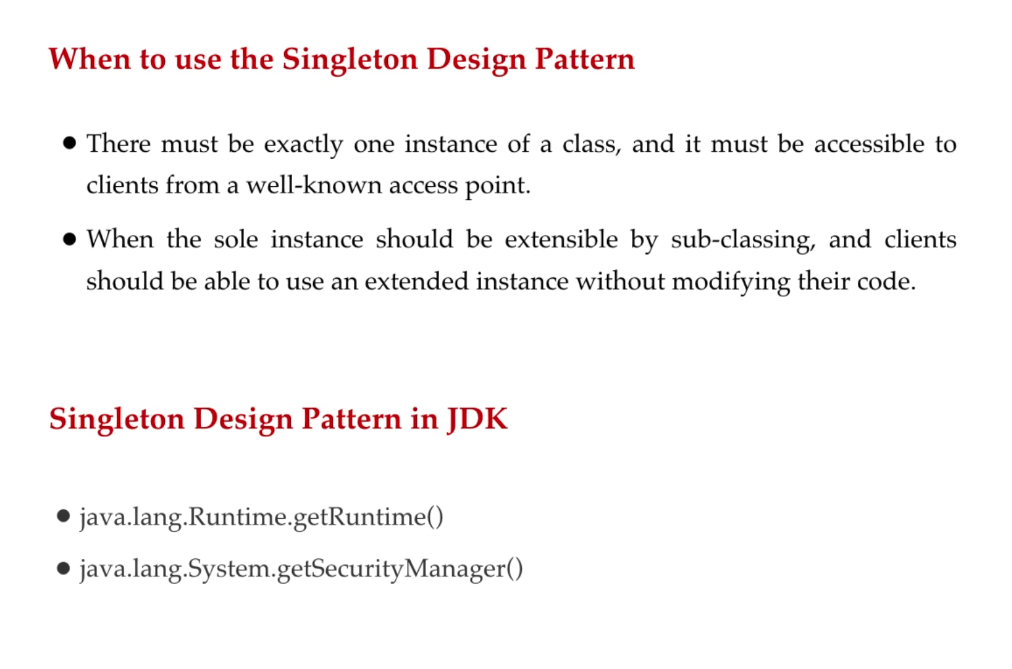 When to use the Singleton Design Pattern
● There must be exactly one instance of a class, and it must be accessible to
clients from a well-known access point.
● When the sole instance should be extensible by sub-classing, and clients
should be able to use an extended instance without modifying their code.
Singleton Design Pattern in JDK
● java.lang.Runtime.getRuntime()
● java.lang.System.getSecurityManager()